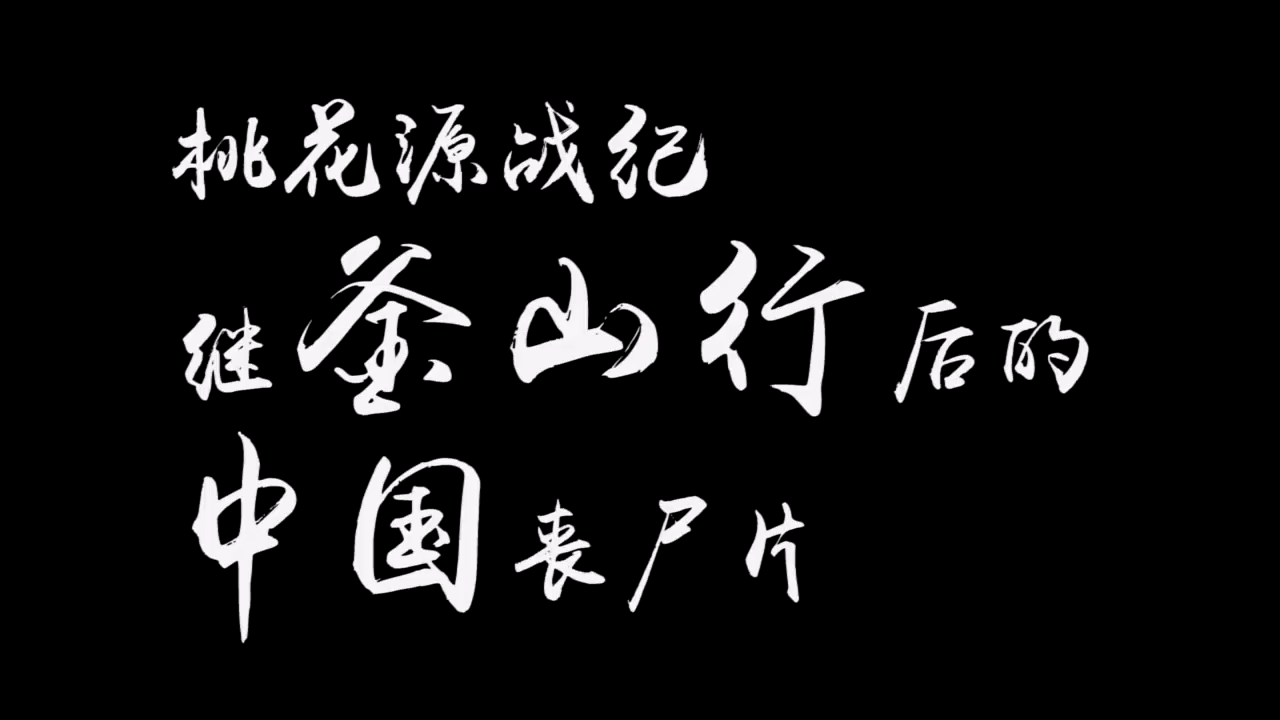 桃花源战纪
继釜山行后的
中国丧尸片